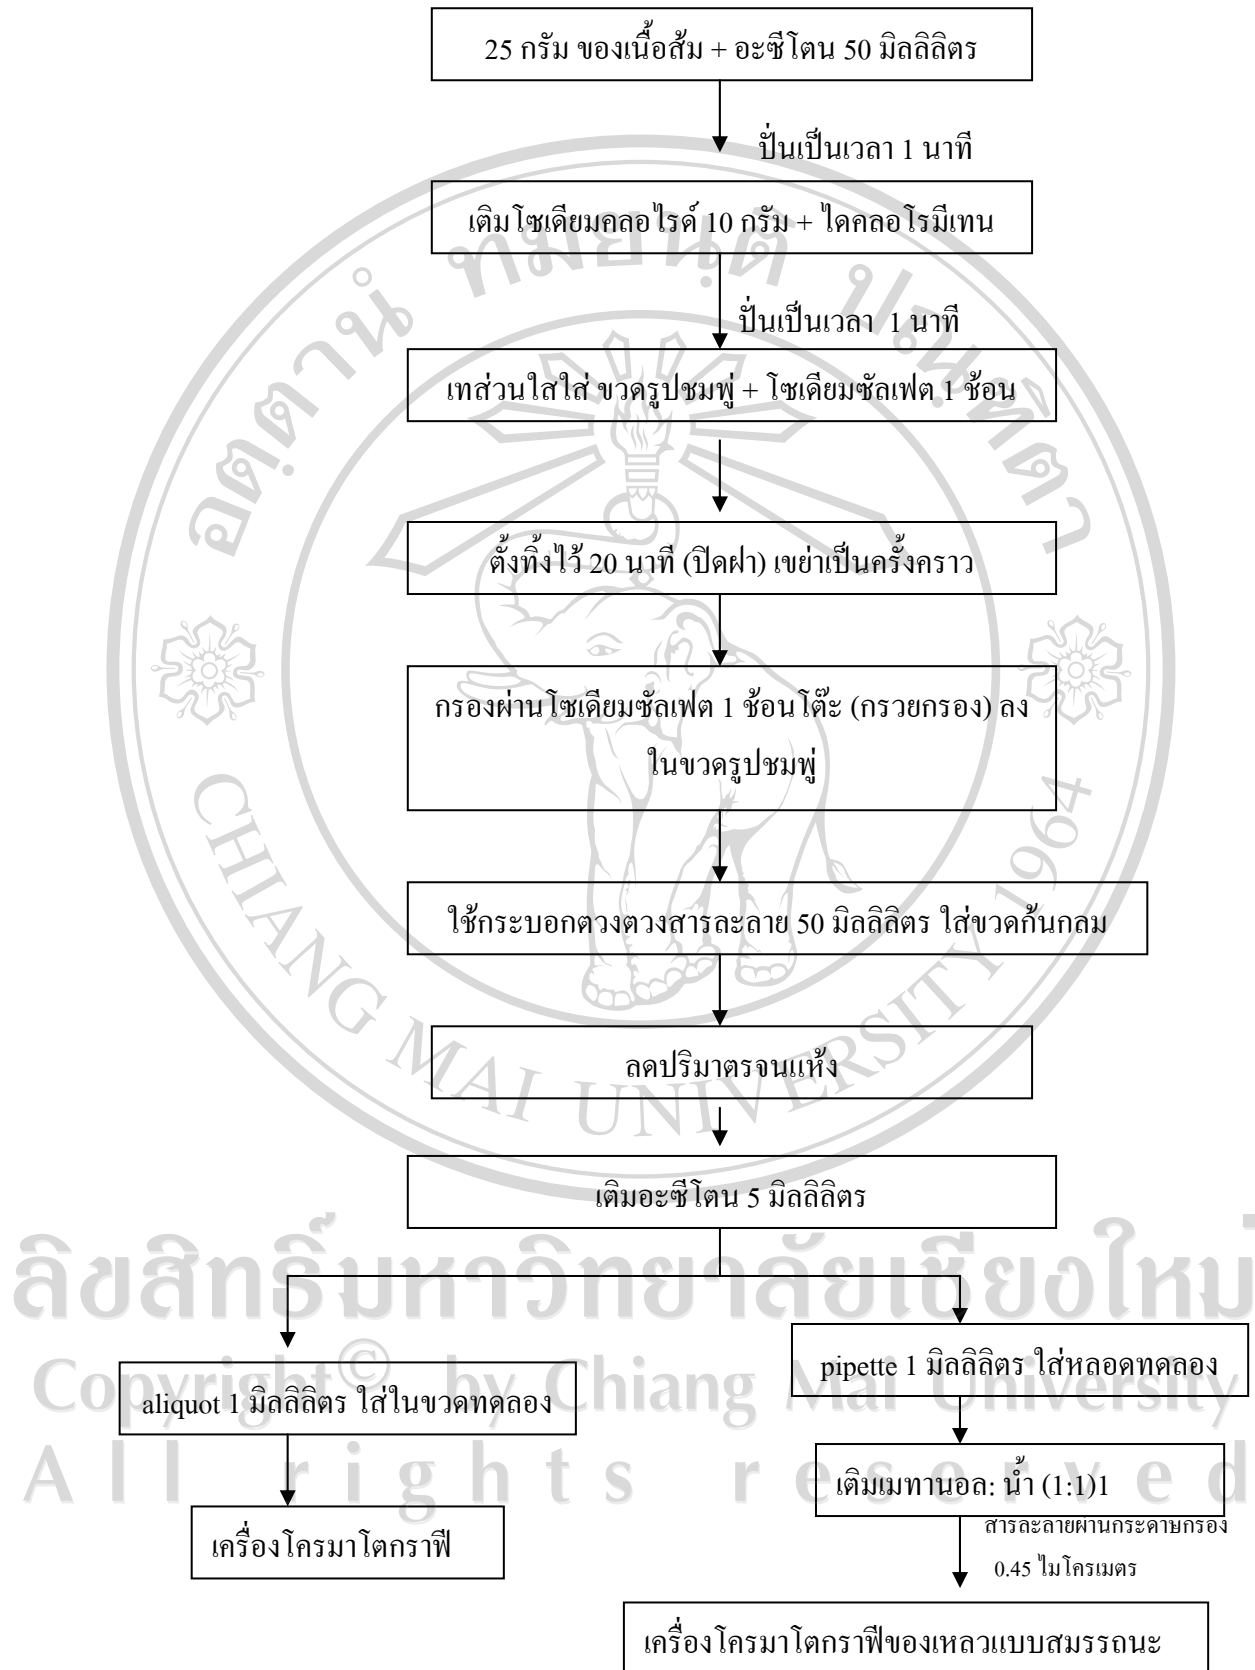 25 กรัม ของเนื้อส้ม + อะซีโตน 50 มิลลิลิตร
ปั่นเป็นเวลา 1 นาที
เติมโซเดียมคลอไรด์ 10 กรัม + ไดคลอโรมีเทน
ปั่นเป็นเวลา 1 นาที
เทส่วนใสใส่ ขวดรูปชมพู่ + โซเดียมซัลเฟต 1 ช้อน
ตั้งทิ้งไว้ 20 นาที (ปิดฝา) เขย่าเป็นครั้งคราว
กรองผ่านโซเดียมซัลเฟต 1 ช้อนโต๊ะ (กรวยกรอง) ลง
ในขวดรูปชมพู่
ใช้กระบอกตวงตวงสารละลาย 50 มิลลิลิตร ใส่ขวดก้นกลม
ลดปริมาตรจนแห้ง
เติมอะซีโตน 5 มิลลิลิตร
aliquot 1 มิลลิลิตร ใส่ในขวดทดลอง
เครื่องโครมาโตกราฟี
pipette 1 มิลลิลิตร ใส่หลอดทดลอง
เติมเมทานอล: น้ำ (1:1)1
สารละลายผ่านกระดาษกรอง
0.45 ไมโครเมตร
เครื่องโครมาโตกราฟีของเหลวแบบสมรรถนะ
CHIANG MAI UNIVERSITY 1964
ลิขสิทธิ์มหาวิทยาลัยเชียงใหม่
Copyright© by Chiang Mai University
All rights reserved